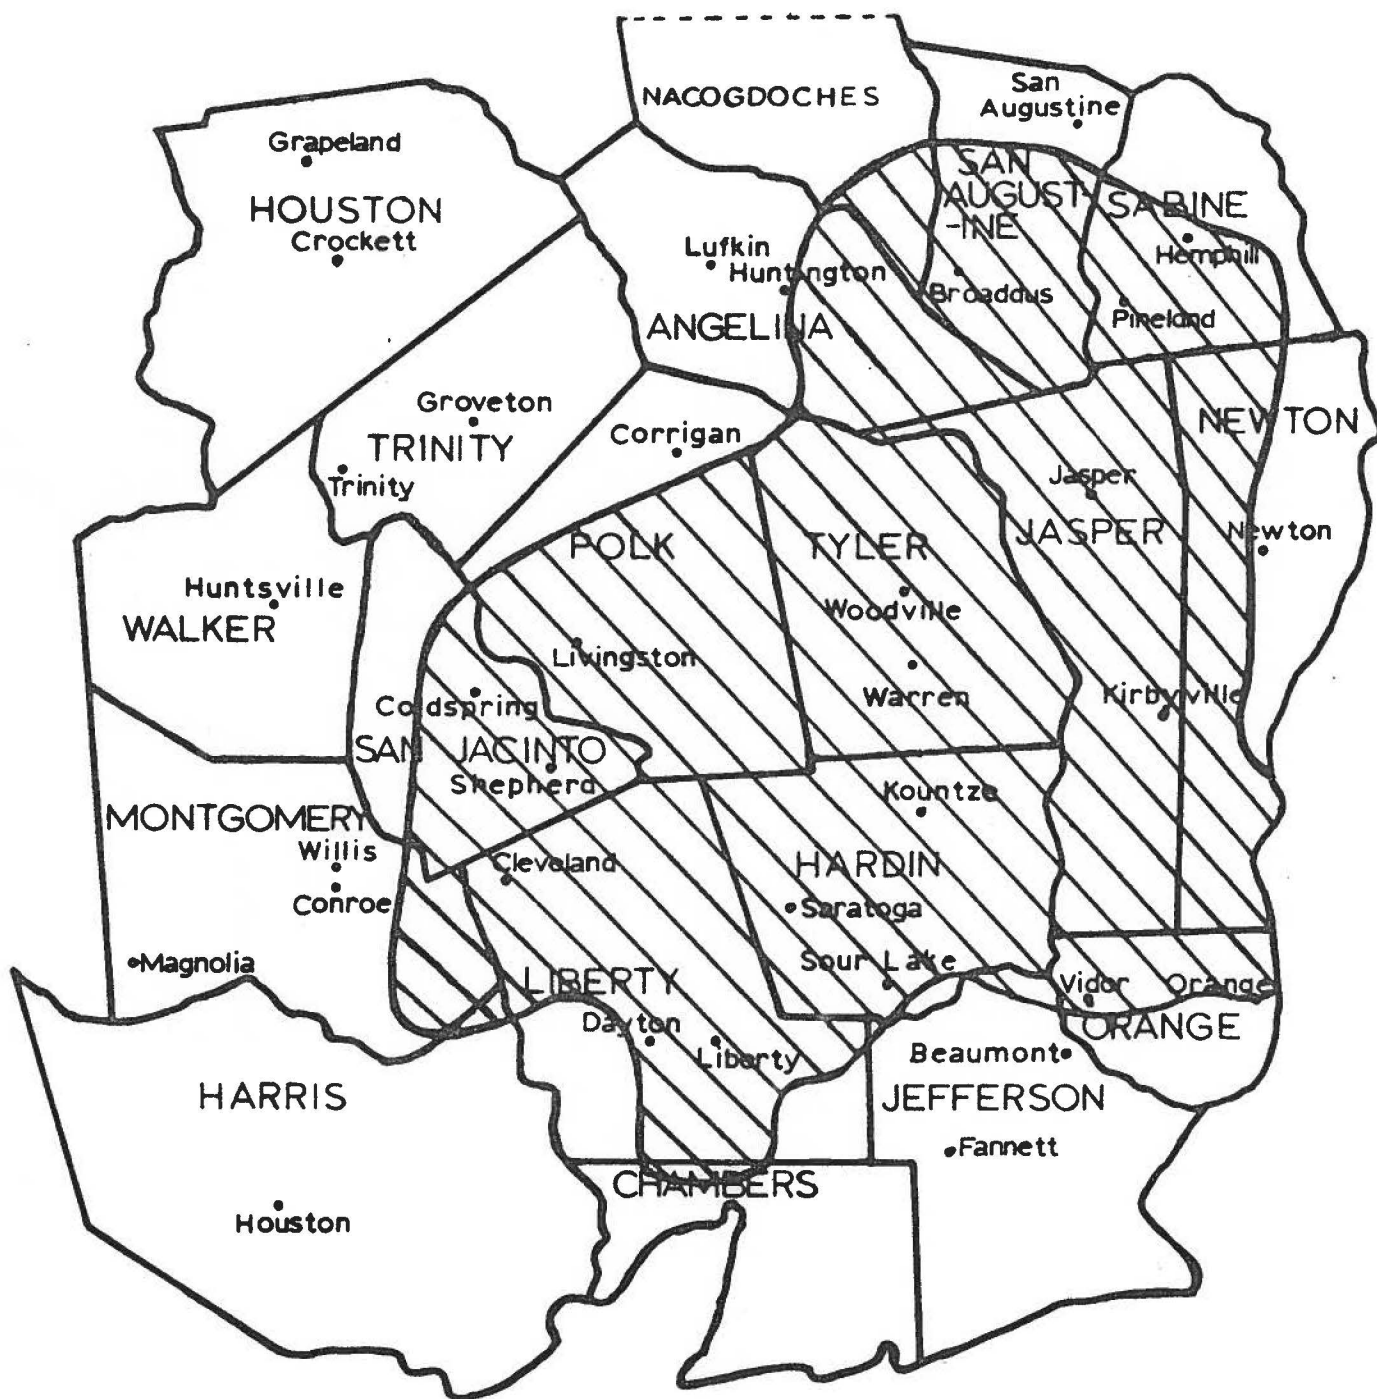 NACOGDOCHES
San
Augustine
Grapeland
HOUSTON
Crockett
SAN
AUGUST-
-INE
SABINE
Hemphill
Lufkin
Huntington
ANGELINA
Broaddus
Pineland
Groveton
TRINITY
Trinity
Corrigan
NEWTON
Jasper
JASPER
Newton
POLK
TYLER
Huntsville
WALKER
Woodville
Livingston
Warren
Kirbyville
Coldspring
SAN JACINTO
Shepherd
Kountze
MONTGOMERY
Willis
Conroe
Cleveland
HARDIN
Saratoga
Magnolia
Sour Lake
LIBERTY
Vidor
Orange
Dayton
Liberty
ORANGE
Beaumont
JEFFERSON
HARRIS
Fannett
CHAMBERS
Houston